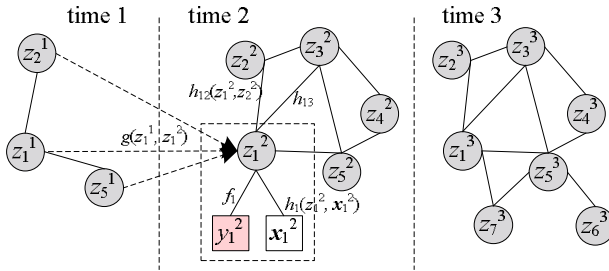 time 1
time 2
time 3
z₂¹
z₁¹
z₅¹
g(z₁¹, z₁²)
z₂²
z₃²
h₁₂(z₁²,z₂²)
h₁₃
z₄²
z₁²
z₅²
f₁
h₁(z₁², x₁²)
y₁²
x₁²
z₂³
z₃³
z₄³
z₁³
z₅³
z₇³
z₆³